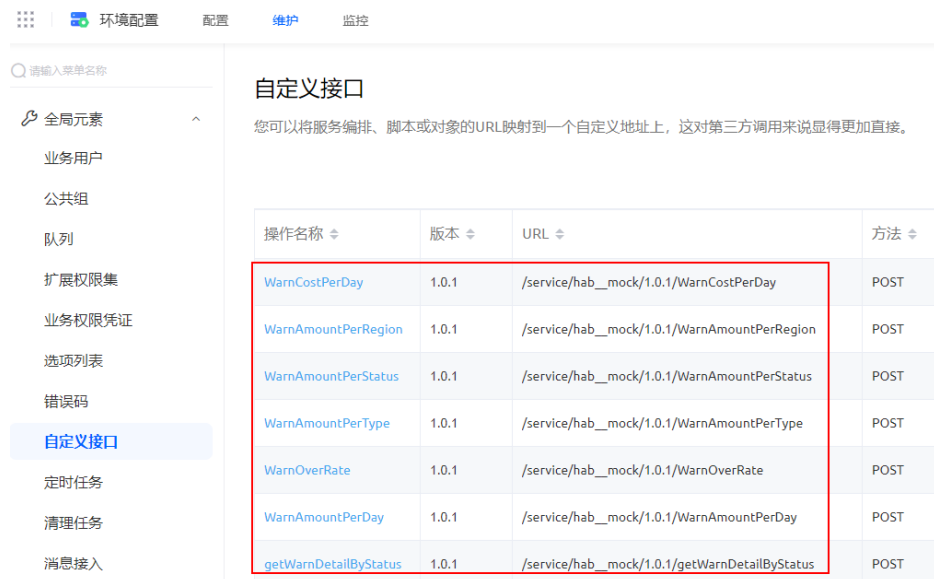 环境配置 配置 维护 监控
请输入菜单名称
全局元素
业务用户
公共组
队列
扩展权限集
业务权限凭证
选项列表
错误码
自定义接口
定时任务
清理任务
消息接入
自定义接口
您可以将服务编排、脚本或对象的URL映射到一个自定义地址上，这对第三方调用来说显得更加直接。
操作名称 版本 URL 方法
WarnCostPerDay 1.0.1 /service/hab__mock/1.0.1/WarnCostPerDay POST
WarnAmountPerRegion 1.0.1 /service/hab__mock/1.0.1/WarnAmountPerRegion POST
WarnAmountPerStatus 1.0.1 /service/hab__mock/1.0.1/WarnAmountPerStatus POST
WarnAmountPerType 1.0.1 /service/hab__mock/1.0.1/WarnAmountPerType POST
WarnOverRate 1.0.1 /service/hab__mock/1.0.1/WarnOverRate POST
WarnAmountPerDay 1.0.1 /service/hab__mock/1.0.1/WarnAmountPerDay POST
getWarnDetailByStatus 1.0.1 /service/hab__mock/1.0.1/getWarnDetailByStatus POST